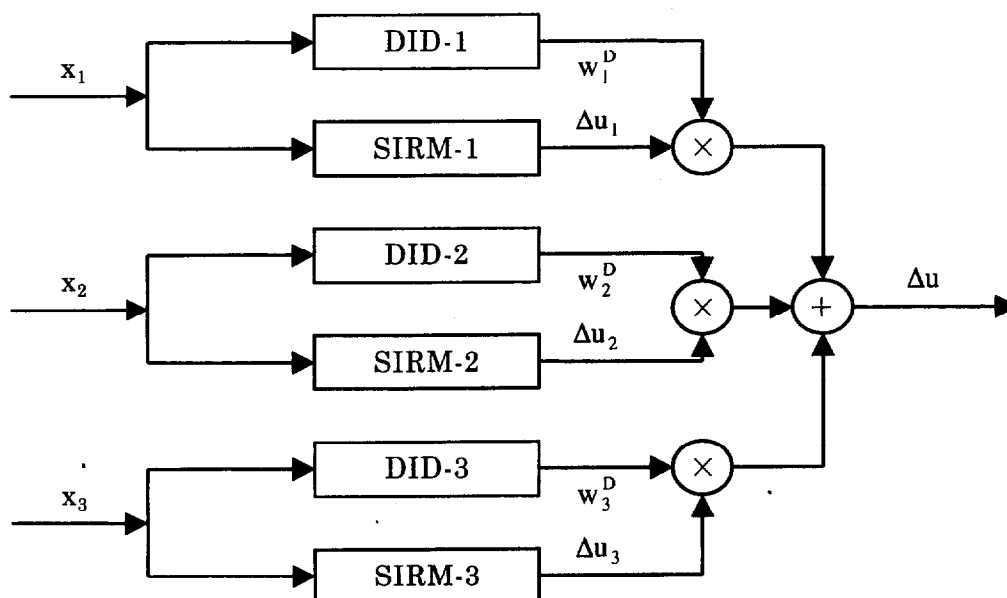 DID-1
x₁
w₁ᴰ
Δu₁
SIRM-1
×
DID-2
x₂
w₂ᴰ
Δu
×
+
Δu₂
SIRM-2
DID-3
×
x₃
w₃ᴰ
Δu₃
SIRM-3